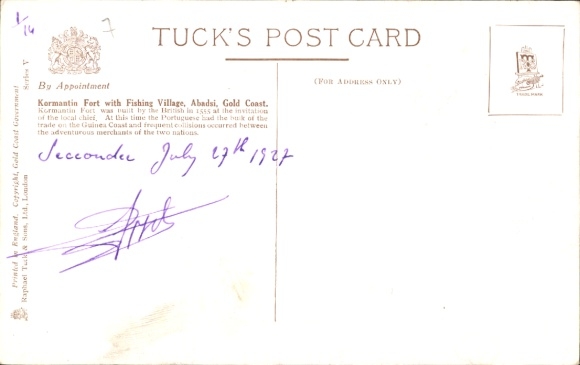 1/14
7
TUCK'S POST CARD
By Appointment
(FOR ADDRESS ONLY)
Kormantin Fort with Fishing Village, Abadsi, Gold Coast.
Kormantin Fort was built by the British in 1555 at the invitation
of the local chief. At this time the Portuguese had the bulk of the
trade on the Guinea Coast and frequent collisions occurred between
the adventurous merchants of the two nations.
Seccondee July 27th 1927
Printed in England. Copyright, Gold Coast Government Series V
Raphael Tuck & Sons, Ltd., London